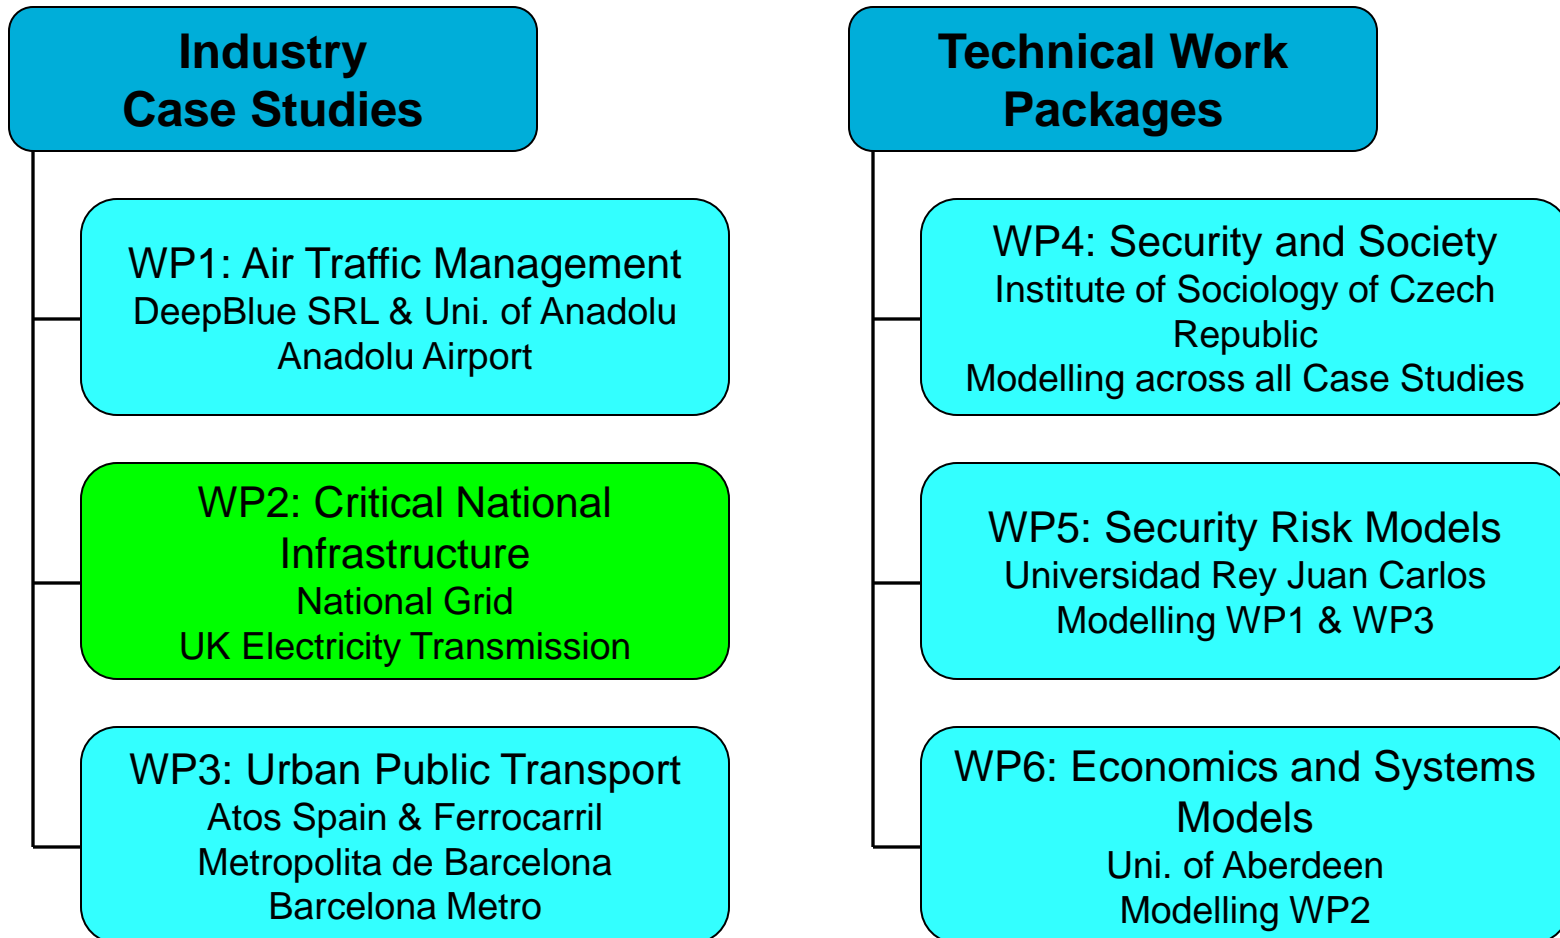 Industry
Case Studies
WP1: Air Traffic Management
DeepBlue SRL & Uni. of Anadolu
Anadolu Airport
WP2: Critical National
Infrastructure
National Grid
UK Electricity Transmission
WP3: Urban Public Transport
Atos Spain & Ferrocarril
Metropolita de Barcelona
Barcelona Metro
Technical Work
Packages
WP4: Security and Society
Institute of Sociology of Czech
Republic
Modelling across all Case Studies
WP5: Security Risk Models
Universidad Rey Juan Carlos
Modelling WP1 & WP3
WP6: Economics and Systems
Models
Uni. of Aberdeen
Modelling WP2